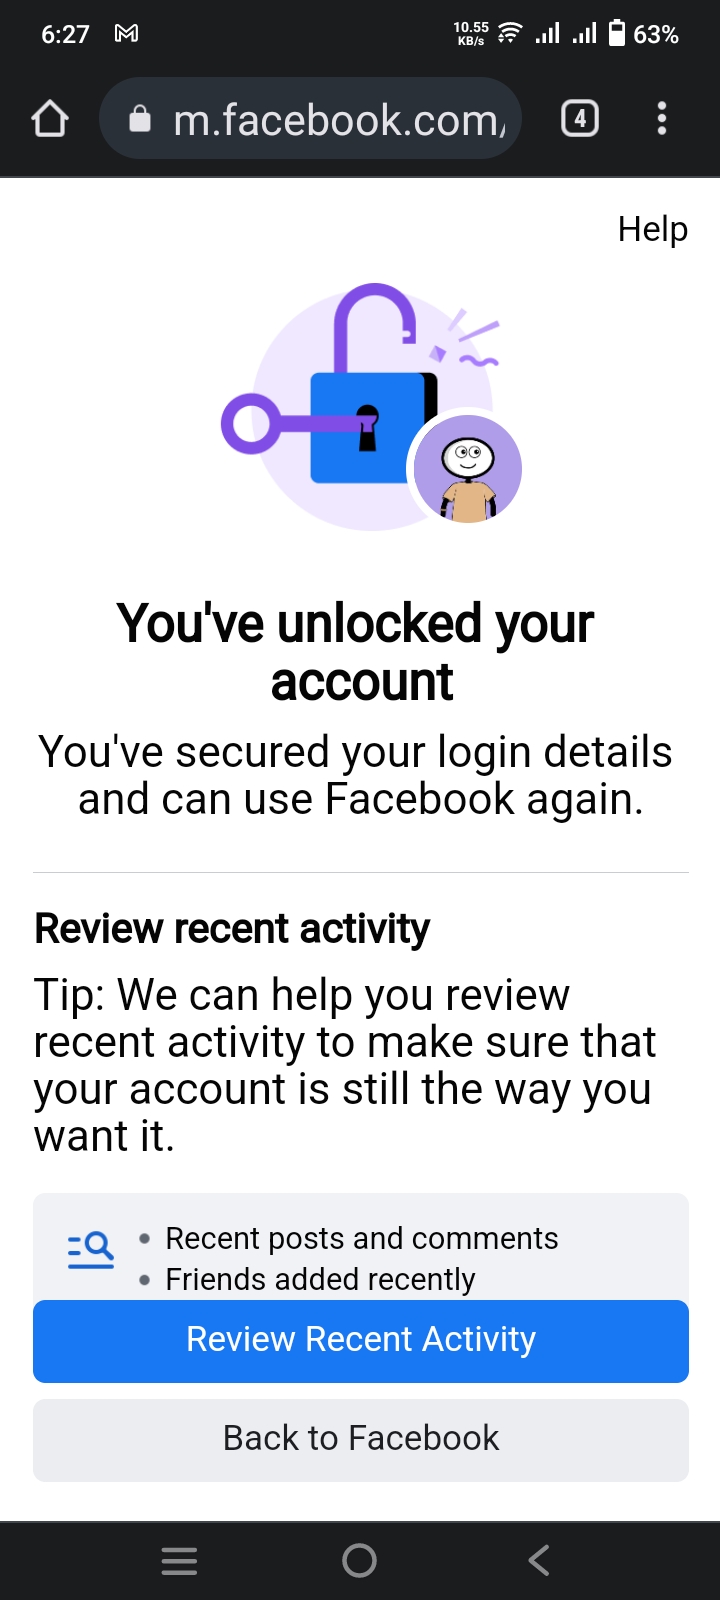 6:27
10.55
KB/s
63%
m.facebook.com/
4
Help
You've unlocked your
account
You've secured your login details
and can use Facebook again.
Review recent activity
Tip: We can help you review
recent activity to make sure that
your account is still the way you
want it.
• Recent posts and comments
• Friends added recently
Review Recent Activity
Back to Facebook